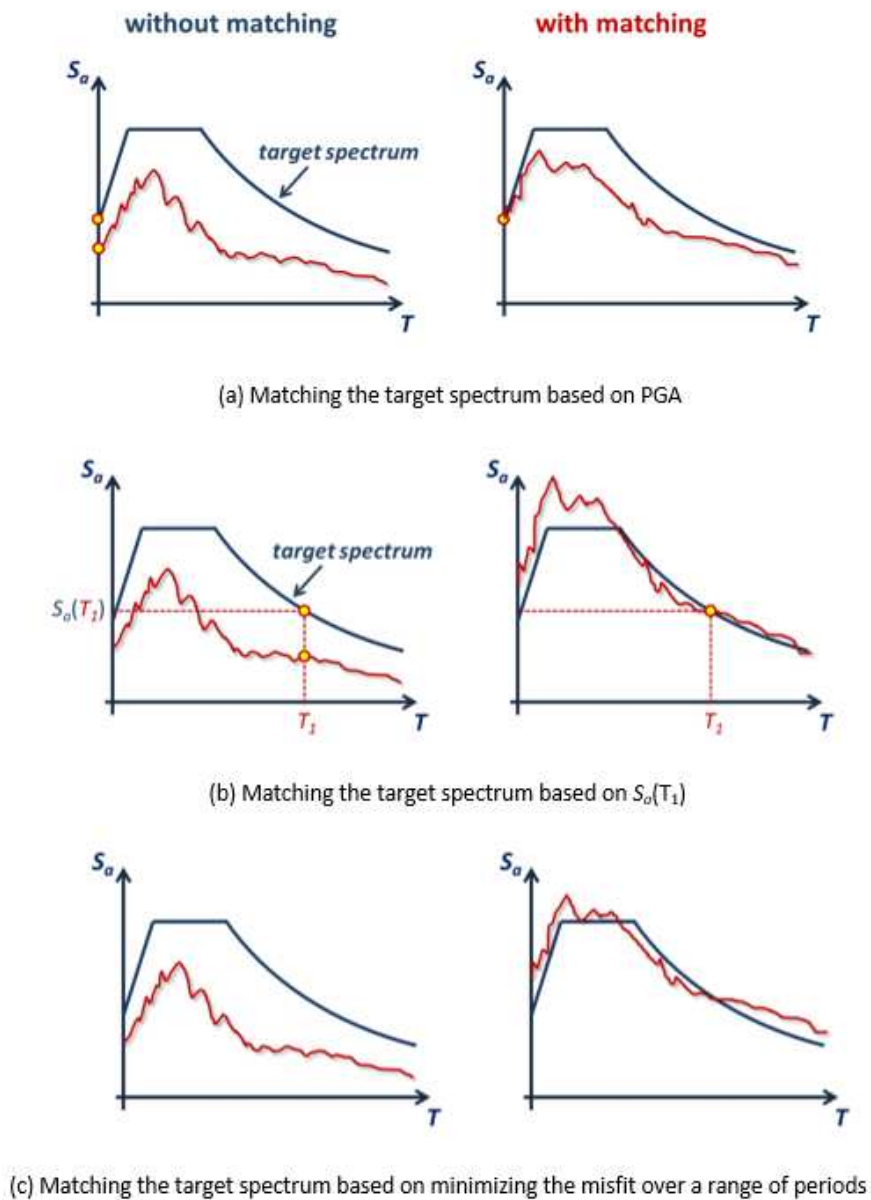 without matching
with matching
Sa
target spectrum
T
Sa
T
(a) Matching the target spectrum based on PGA
Sa
target spectrum
Sa(T1)
T1
T
Sa
T1
T
(b) Matching the target spectrum based on So(T1)
Sa
T
Sa
T
(c) Matching the target spectrum based on minimizing the misfit over a range of periods